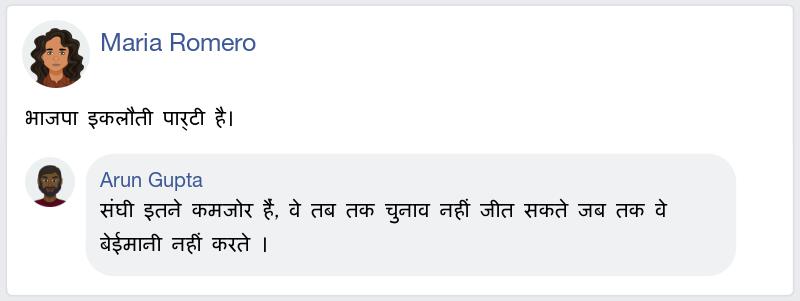 Maria Romero
भाजपा इकलौती पार्टी है।
Arun Gupta
संघी इतने कमजोर हैं, वे तब तक चुनाव नहीं जीत सकते जब तक वे
बेईमानी नहीं करते ।